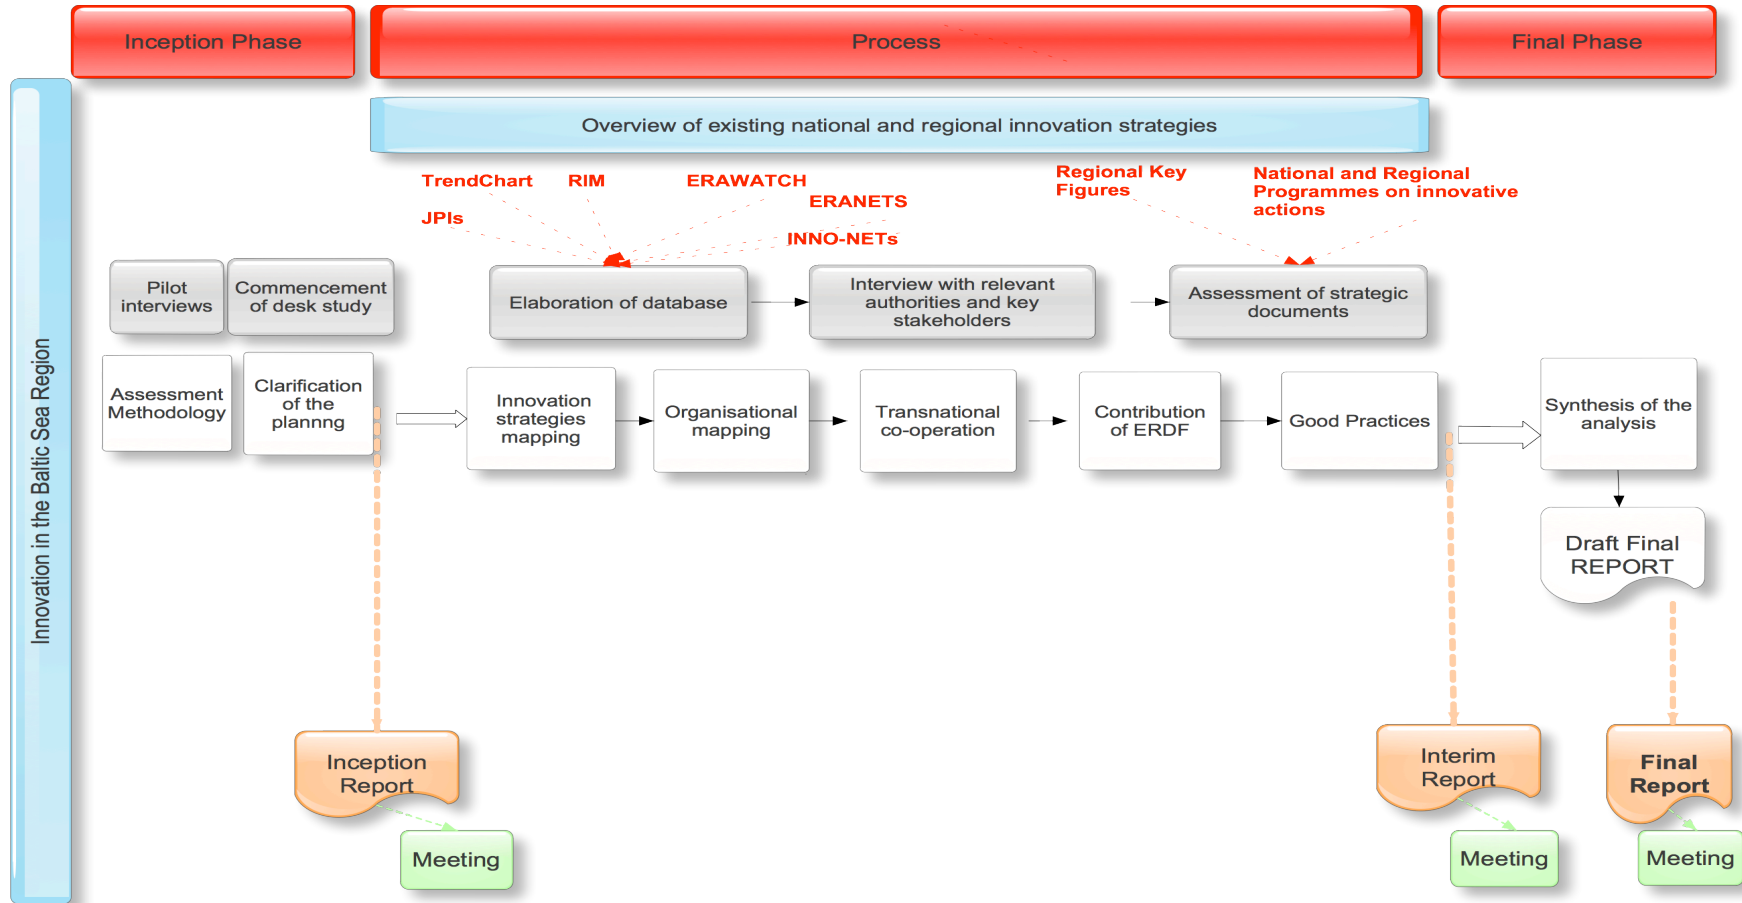 Inception Phase
Process
Final Phase
Innovation in the Baltic Sea Region
Overview of existing national and regional innovation strategies
TrendChart
RIM
ERAWATCH
ERANETS
JPIs
INNO-NETs
Regional Key
Figures
National and Regional
Programmes on innovative
actions
Pilot
interviews
Commencement
of desk study
Elaboration of database
Interview with relevant
authorities and key
stakeholders
Assessment of strategic
documents
Assessment
Methodology
Clarification
of the
plannng
Innovation
strategies
mapping
Organisational
mapping
Transnational
co-operation
Contribution
of ERDF
Good Practices
Synthesis of the
analysis
Draft Final
REPORT
Inception
Report
Meeting
Interim
Report
Meeting
Final
Report
Meeting